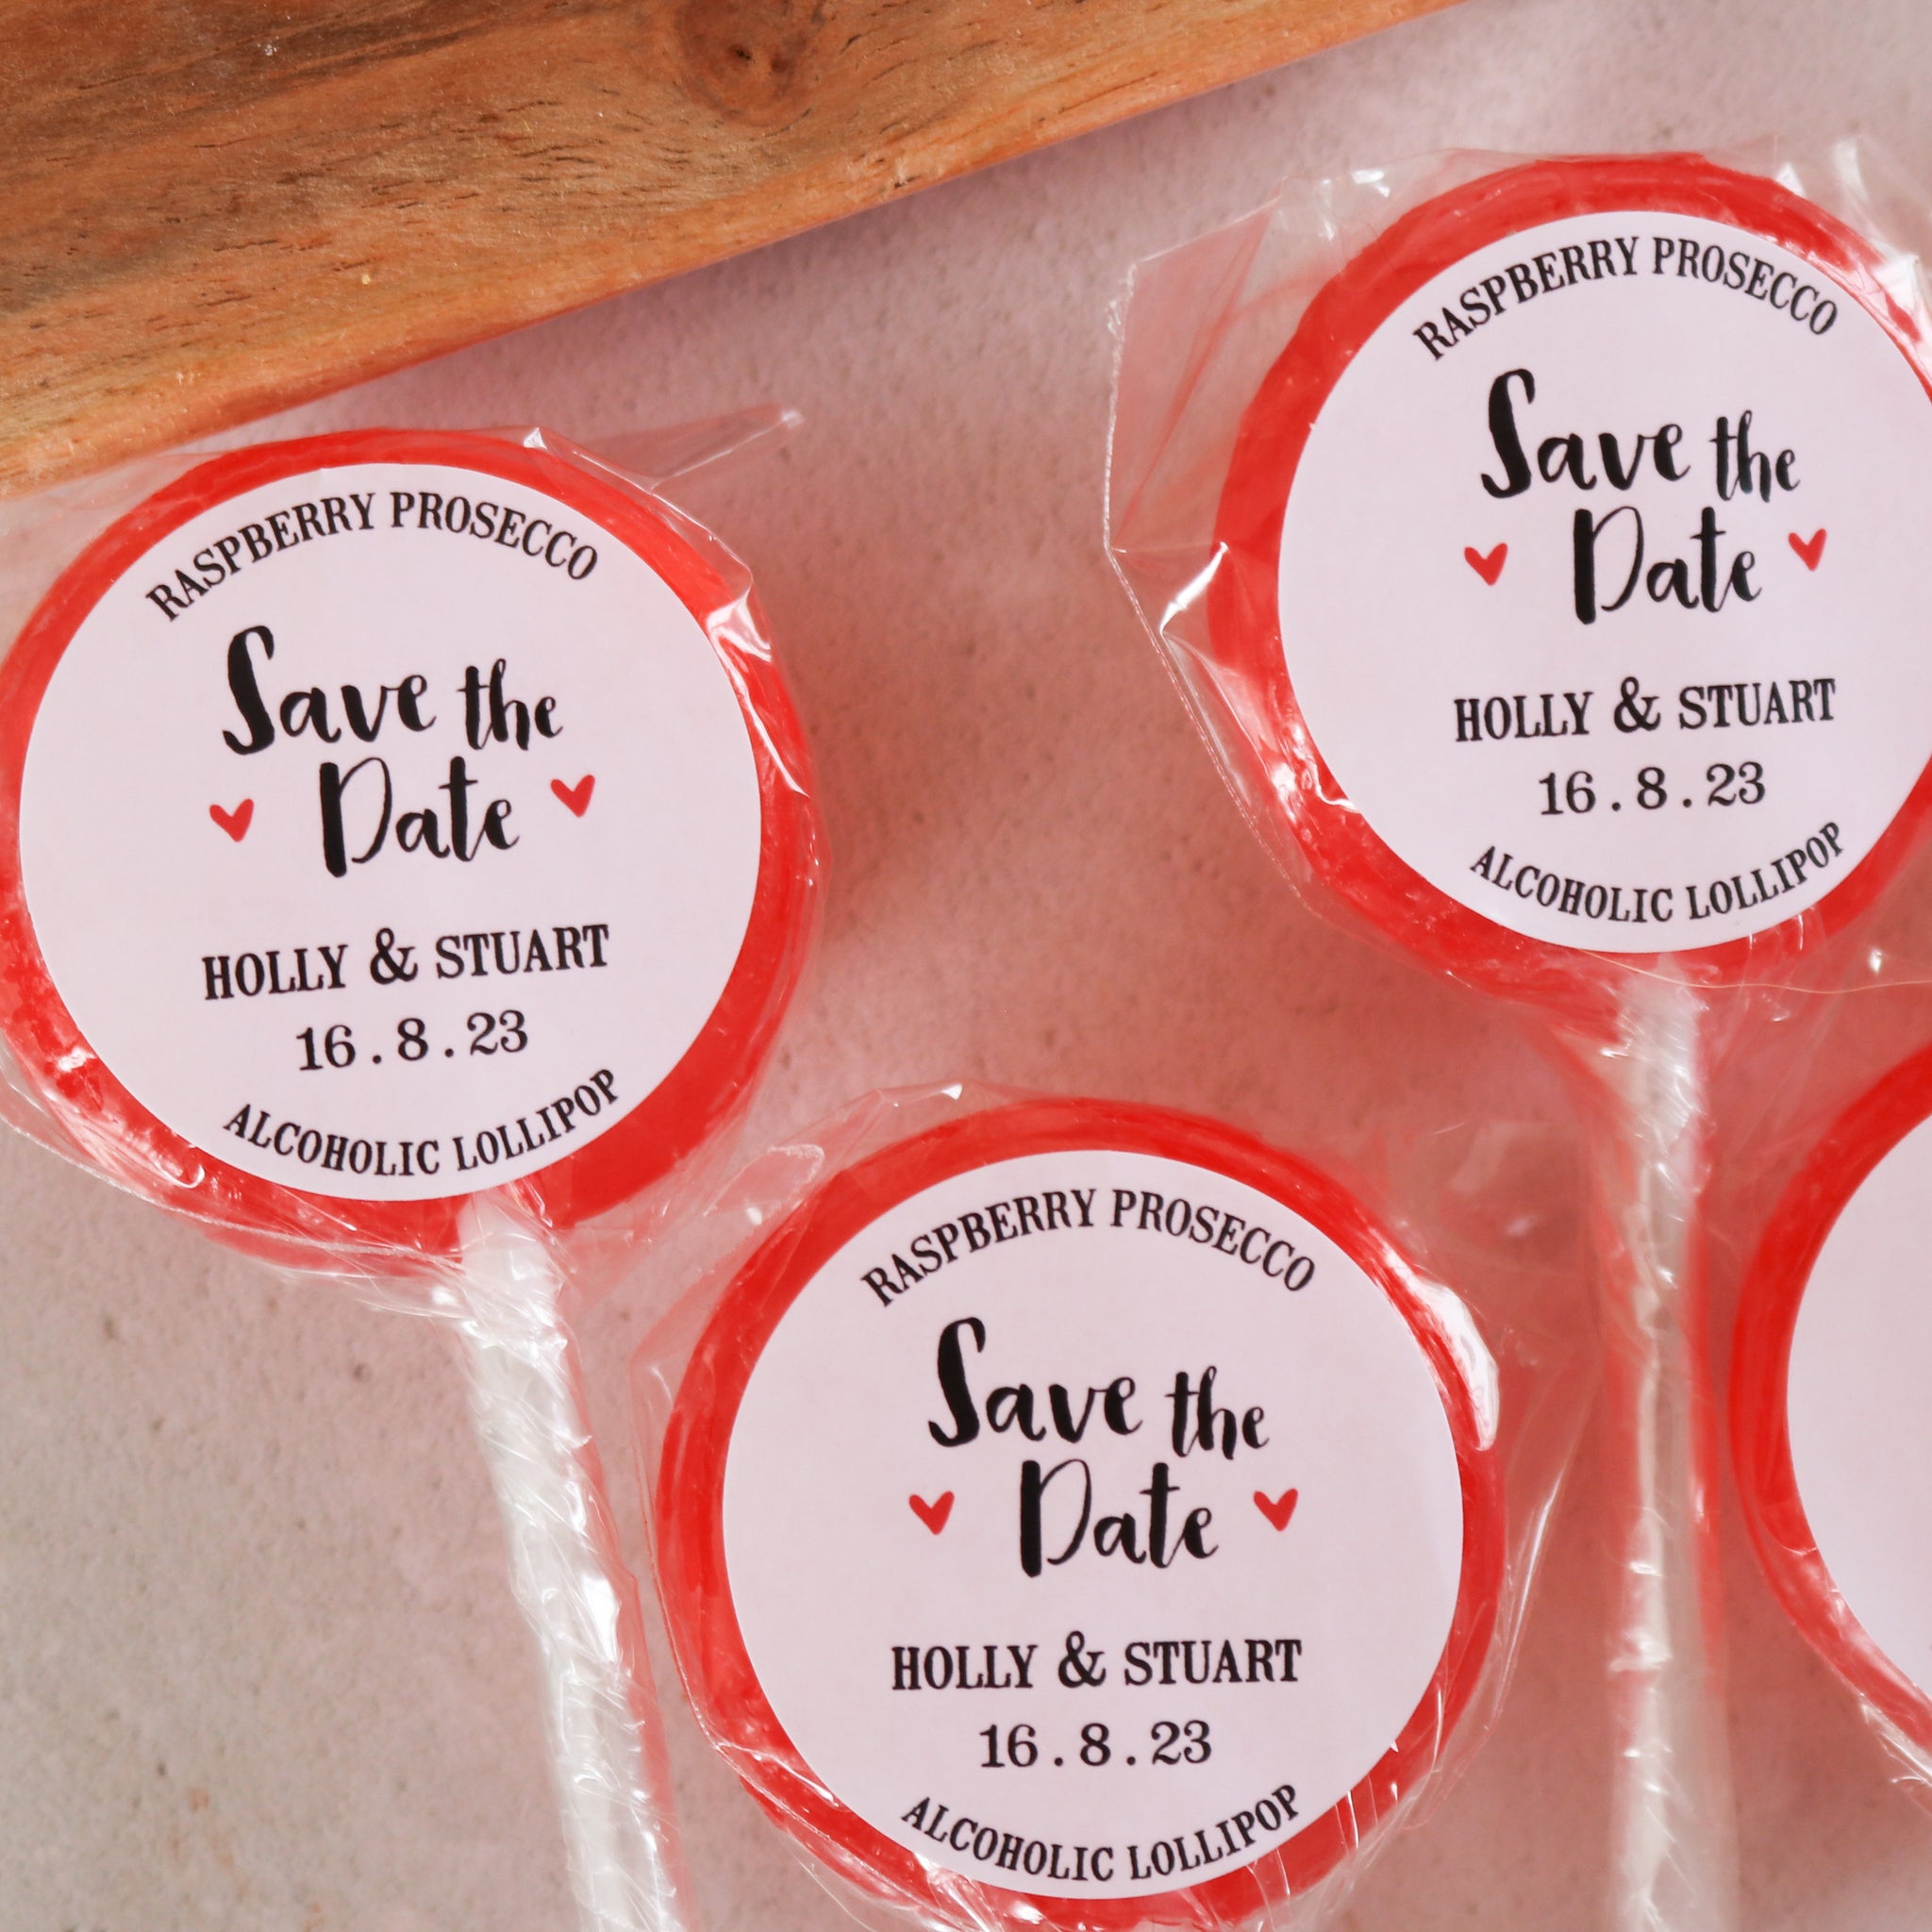 RASPBERRY PROSECCO
Save the
Date
HOLLY & STUART
16.8.23
ALCOHOLIC LOLLIPOP
RASPBERRY PROSECCO
Save the
Date
HOLLY & STUART
16.8.23
ALCOHOLIC LOLLIPOP
RASPBERRY PROSECCO
Save the
Date
HOLLY & STUART
16.8.23
ALCOHOLIC LOLLIPOP